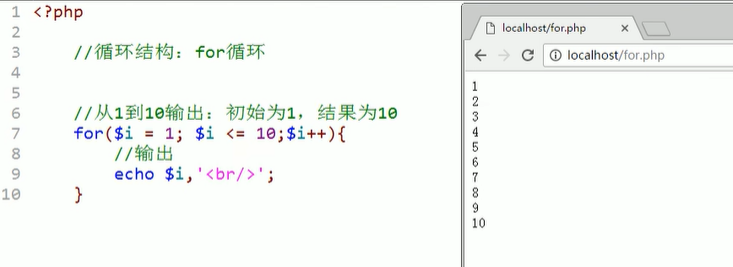 1 <?php
2
3 //循环结构：for循环
4
5
6 //从1到10输出：初始为1，结果为10
7 for($i = 1; $i <= 10;$i++){
8 //输出
9 echo $i,'<br/>';
10 }
localhost/for.php
localhost/for.php
1
2
3
4
5
6
7
8
9
10